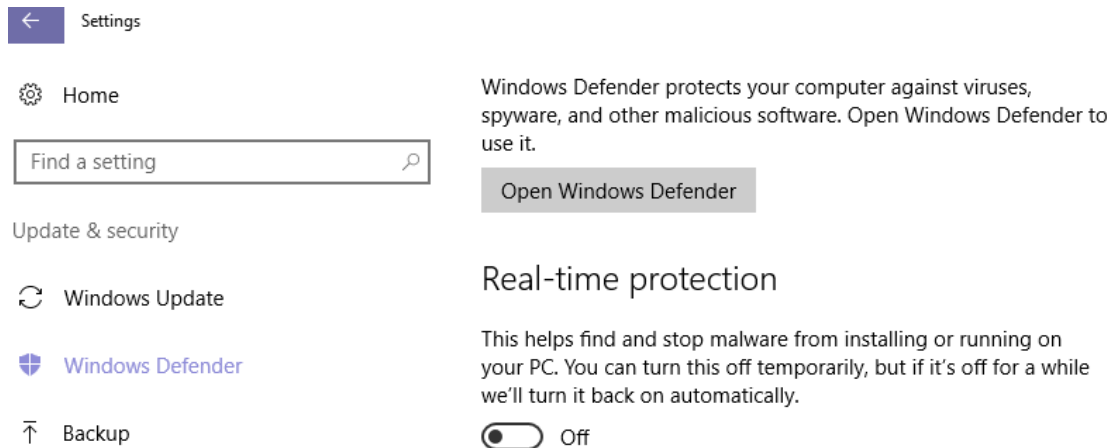 Settings
Home
Find a setting
Update & security
Windows Update
Windows Defender
Backup
Windows Defender protects your computer against viruses,
spyware, and other malicious software. Open Windows Defender to
use it.
Open Windows Defender
Real-time protection
This helps find and stop malware from installing or running on
your PC. You can turn this off temporarily, but if it's off for a while
we'll turn it back on automatically.
Off